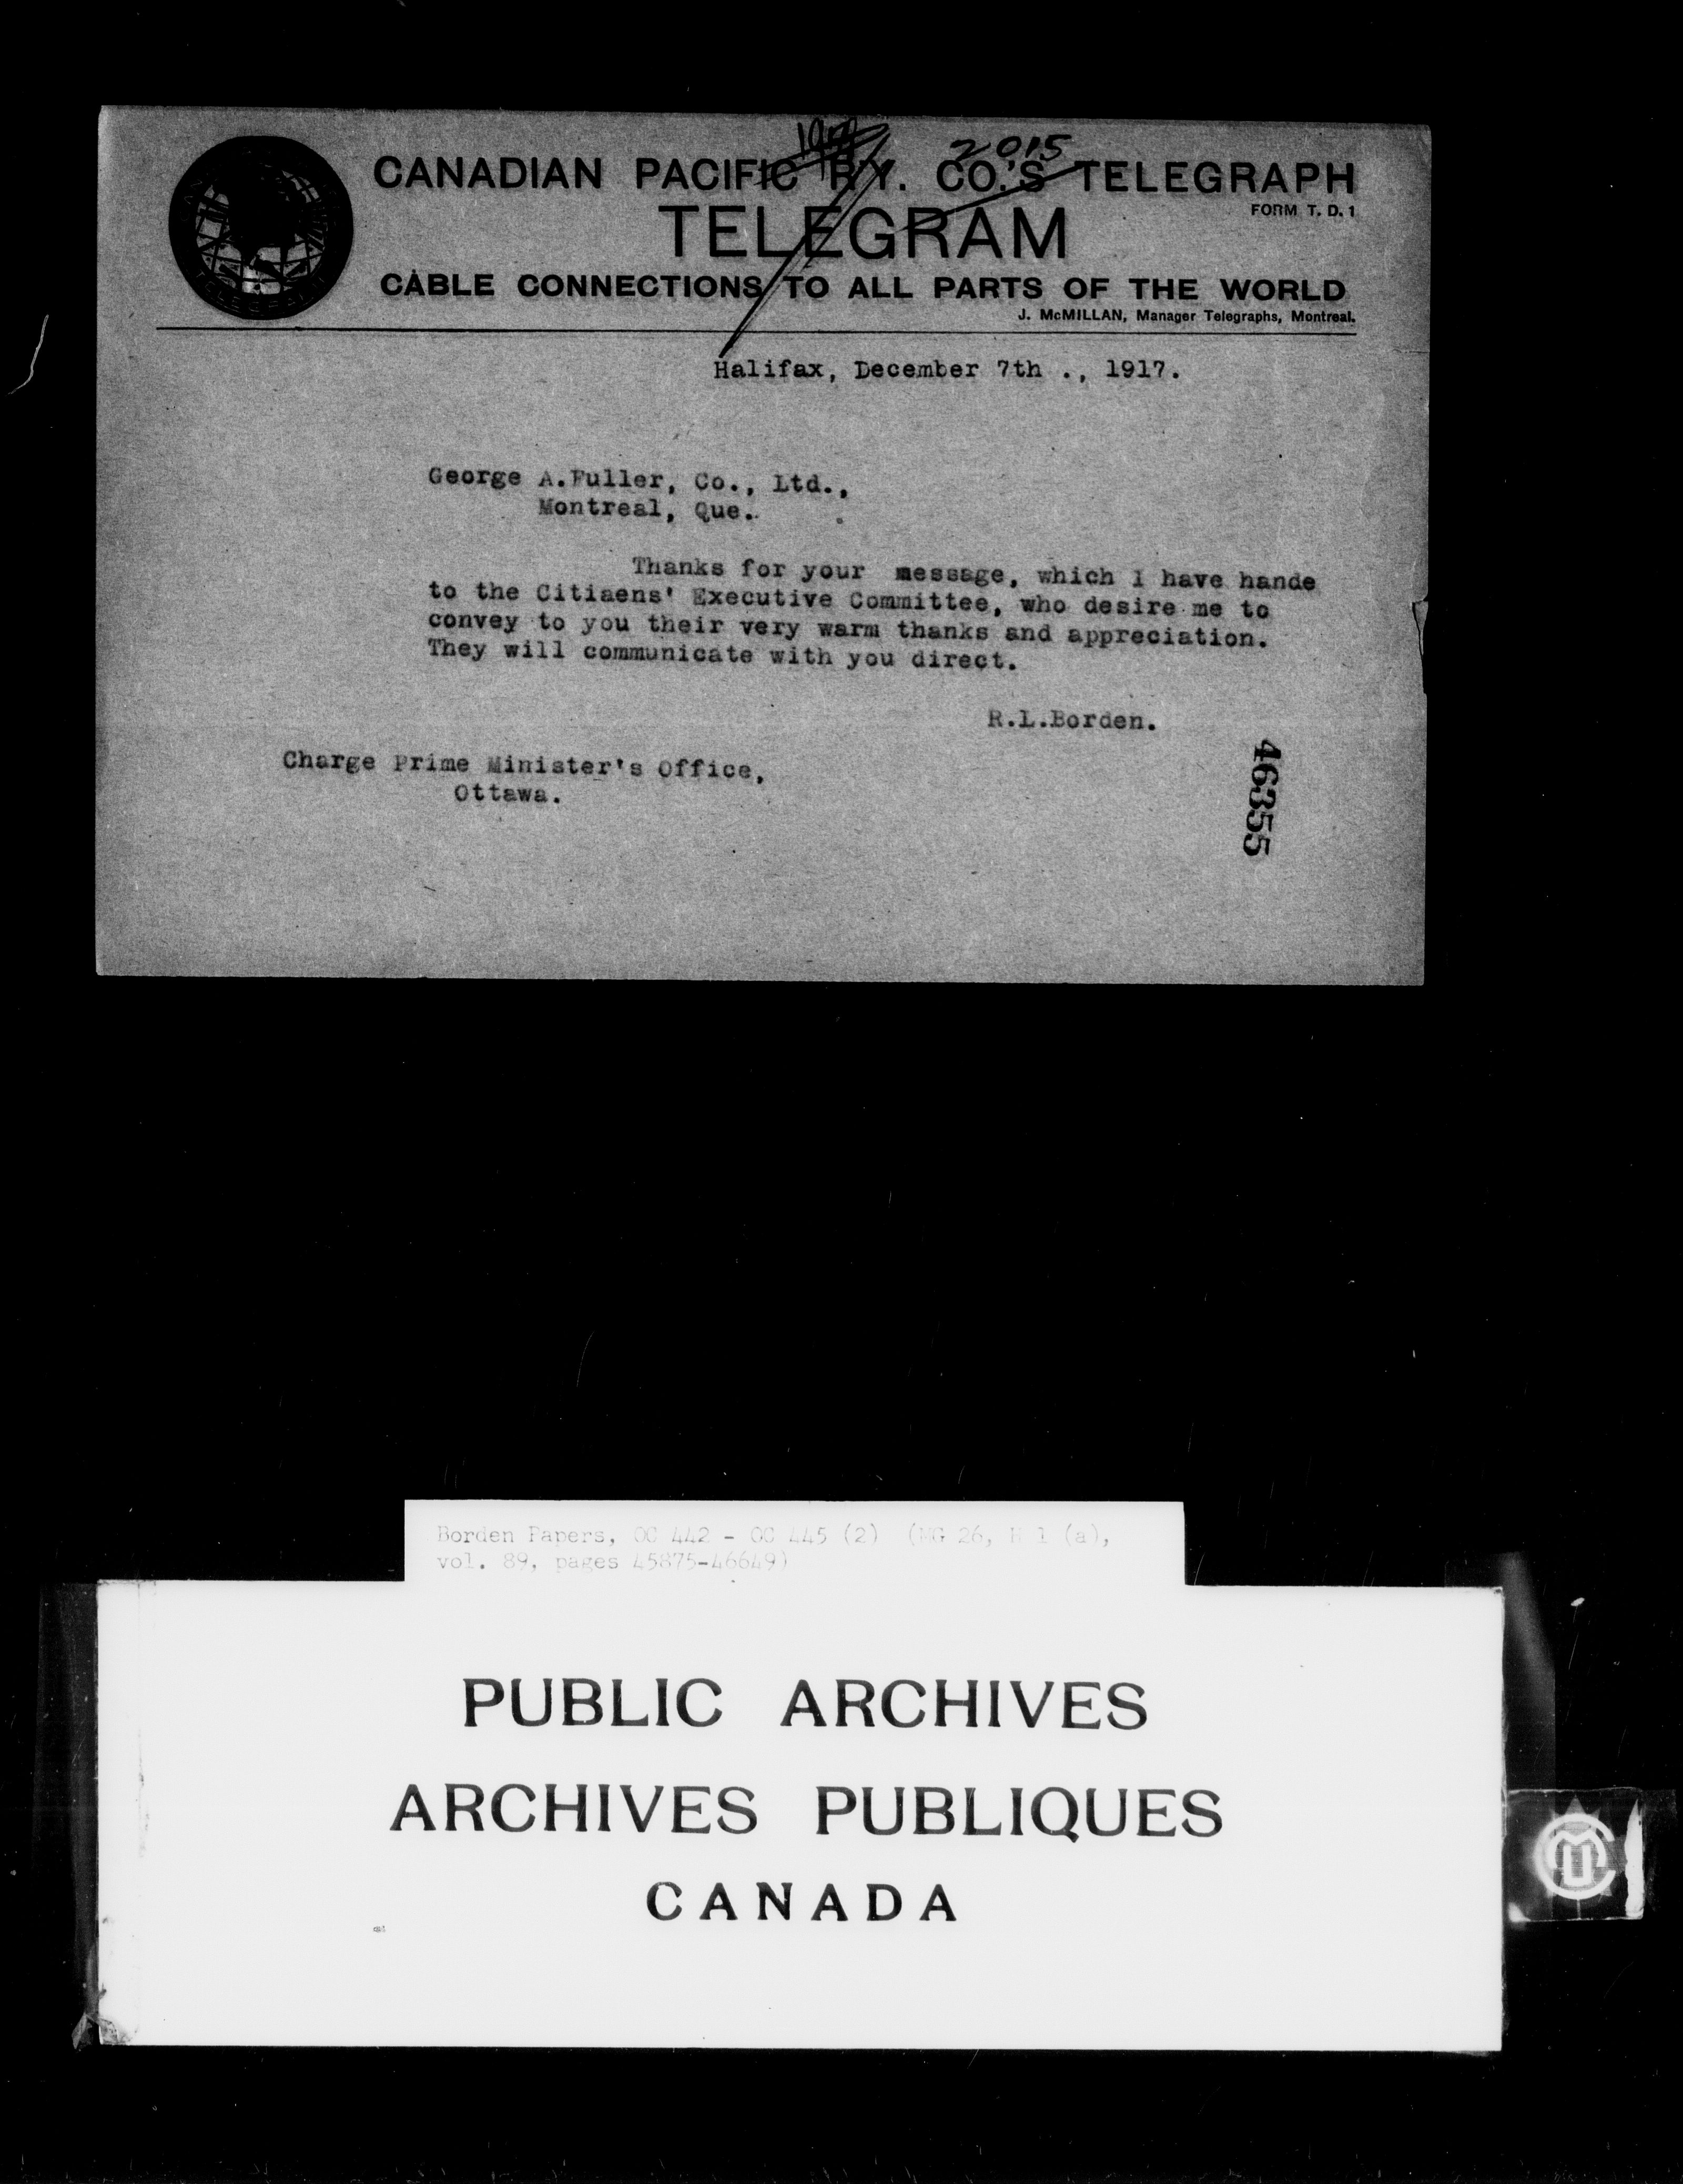 2015
CANADIAN PACIFIC RY. CO.'S TELEGRAPH
FORM T. D. 1
TELEGRAM
CABLE CONNECTIONS TO ALL PARTS OF THE WORLD
J. McMILLAN, Manager Telegraphs, Montreal.
Halifax, December 7th ., 1917.
George A.Fuller, Co., Ltd.,
Montreal, Que.
Thanks for your message, which I have hande
to the Citiaens' Executive Committee, who desire me to
convey to you their very warm thanks and appreciation.
They will communicate with you direct.
R.L.Borden.
Charge Prime Minister's Office,
Ottawa.
46355
Borden Papers, OC 442 - OC 445 (2) (MG 26, H 1 (a),
vol. 89, pages 45875-46649)
PUBLIC ARCHIVES
ARCHIVES PUBLIQUES
CANADA